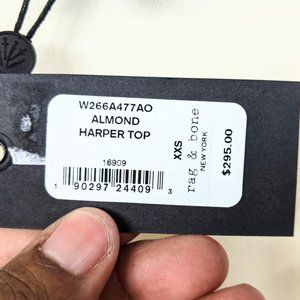 W266A477AO
ALMOND
HARPER TOP
16909
1 90297 24409 3
XXS
rag & bone
NEW YORK
$295.00